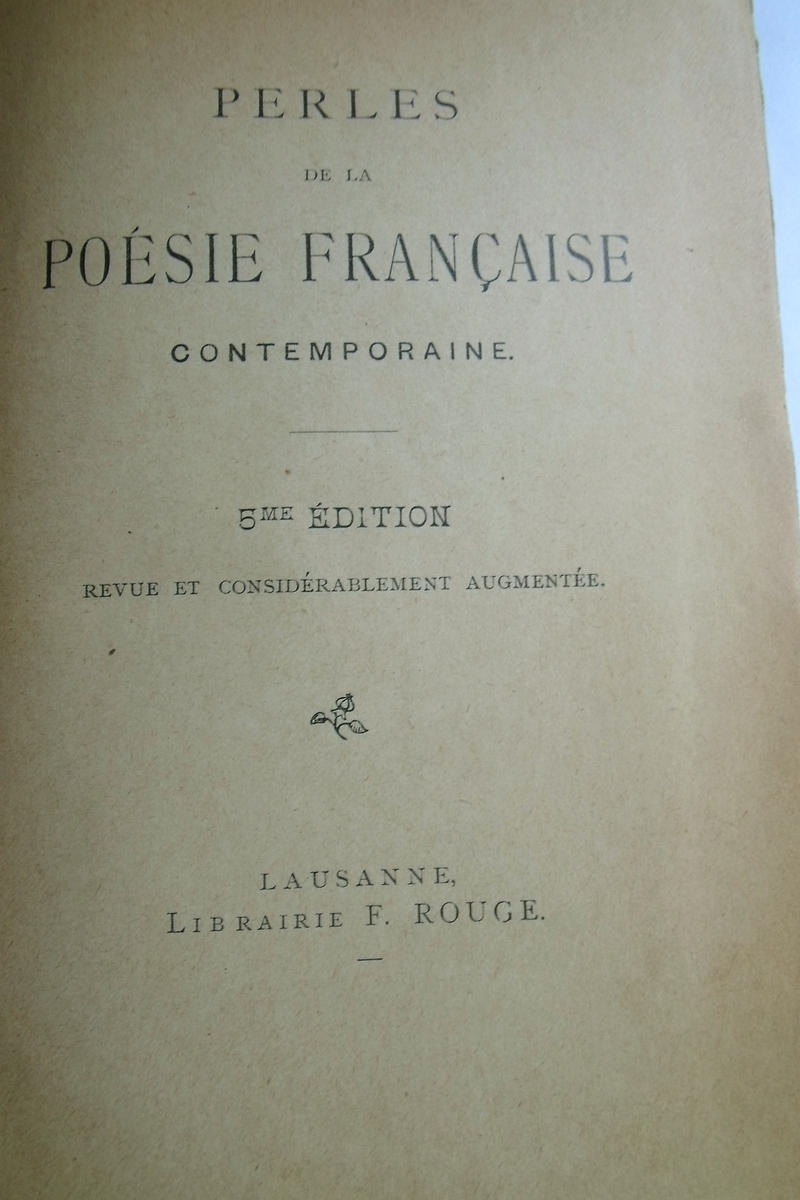 PERLES
DE LA
POÉSIE FRANÇAISE
CONTEMPORAINE.
5ME ÉDITION
REVUE ET CONSIDÉRABLEMENT AUGMENTÉE.
LAUSANNE,
LIBRAIRIE F. ROUGE.